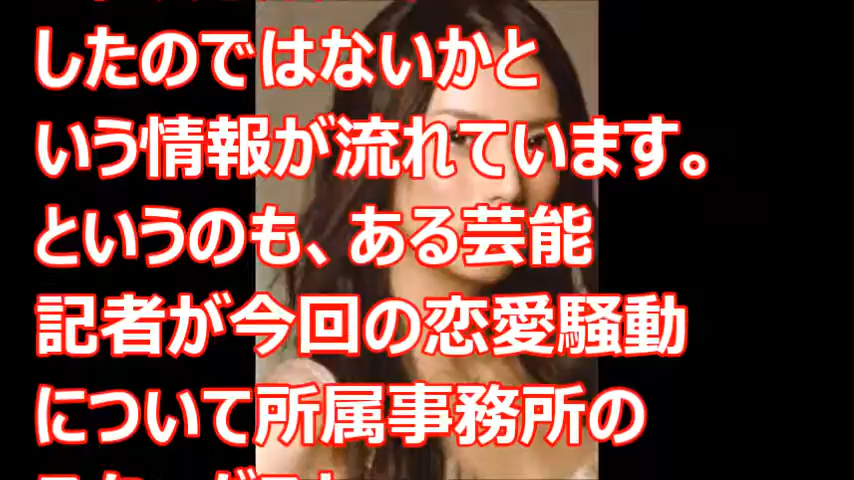 したのではないかと
いう情報が流れています。
というのも、ある芸能
記者が今回の恋愛騒動
について所属事務所の